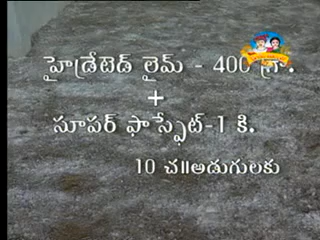 హైడ్రేటెడ్ లైమ్ - 400 గ్రా.
+
సూపర్ ఫాస్ఫేట్-1 కి.
10 చ॥అడుగులకు